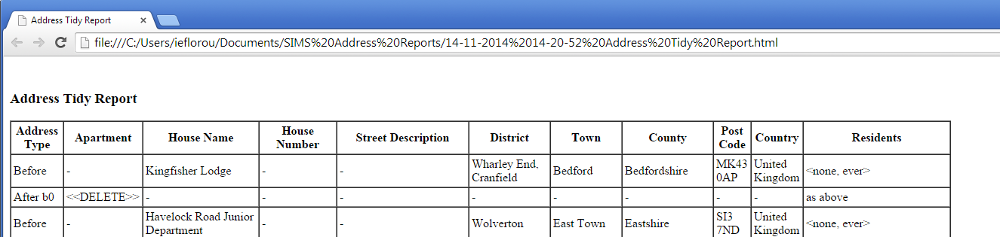 Address Tidy Report
file:///C:/Users/ieflorou/Documents/SIMS%20Address%20Reports/14-11-2014%2014-20-52%20Address%20Tidy%20Report.html
Address Tidy Report
Address Type Apartment House Name House Number Street Description District Town County Post Code Country Residents
Before - Kingfisher Lodge - - Wharley End, Cranfield Bedford Bedfordshire MK43 0AP United Kingdom <none, ever>
After b0 <<DELETE>> - - - - - - - - as above
Before - Havelock Road Junior Department - - Wolverton East Town Eastshire SI3 7ND United Kingdom <none, ever>